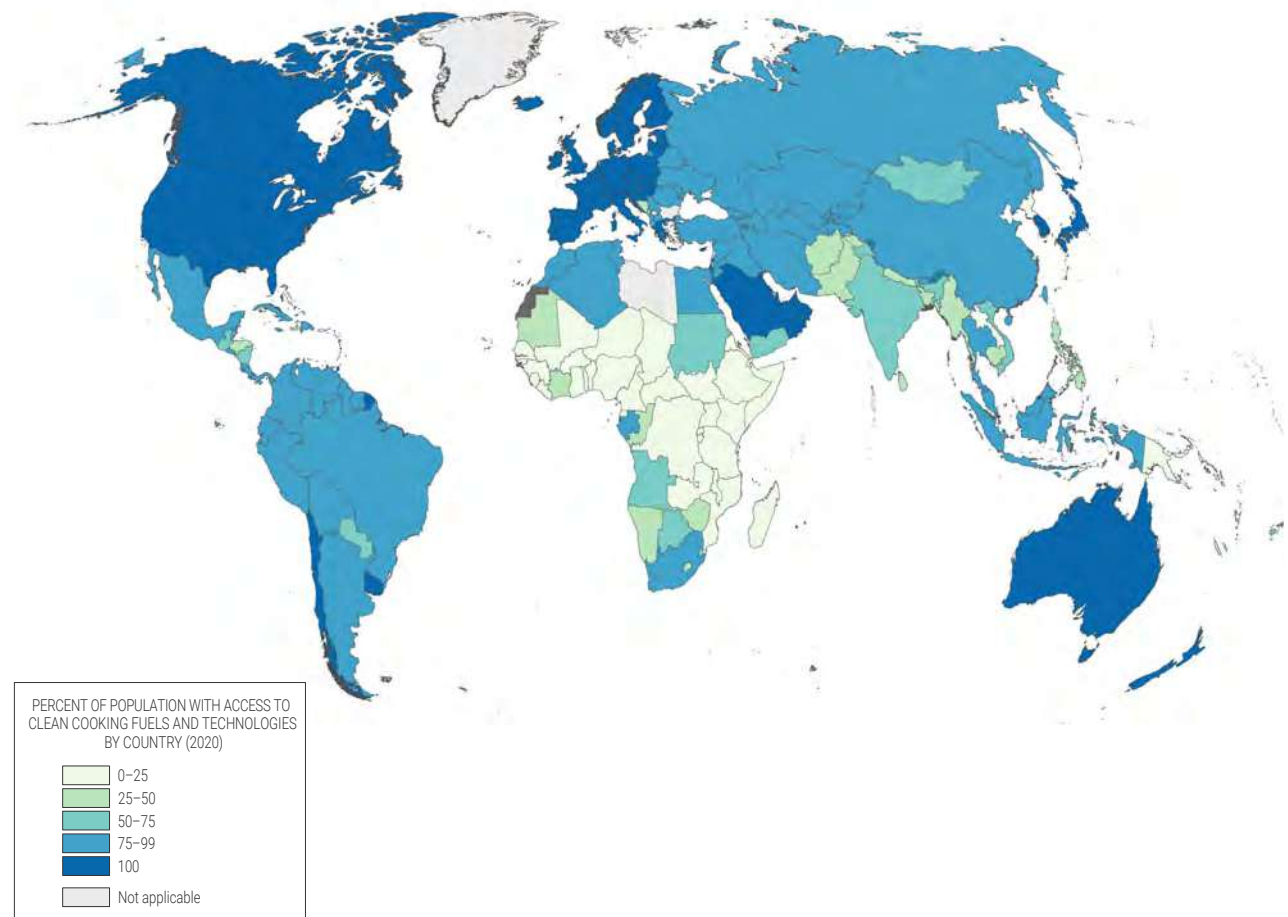 PERCENT OF POPULATION WITH ACCESS TO
CLEAN COOKING FUELS AND TECHNOLOGIES
BY COUNTRY (2020)
0–25
25–50
50–75
75–99
100
Not applicable